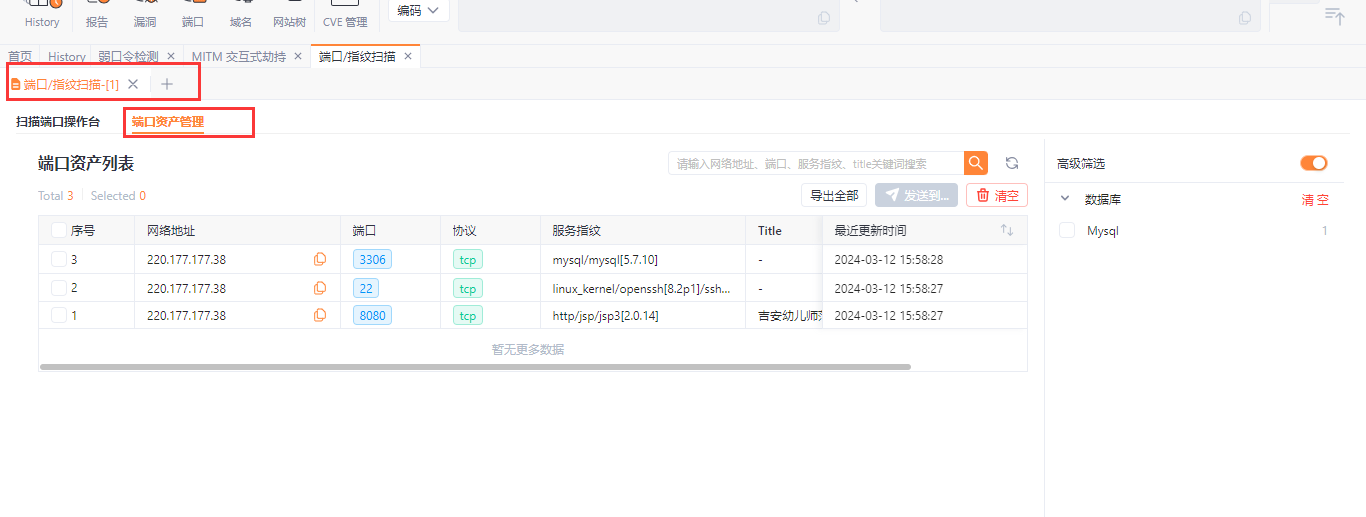 History 报告 漏洞 端口 域名 网站树 CVE 管理 编码
首页 History 弱口令检测 MITM 交互式劫持 端口/指纹扫描
端口/指纹扫描-[1]
扫描端口操作台 端口资产管理
端口资产列表 请输入网络地址、端口、服务指纹、title关键词搜索 高级筛选
Total 3 Selected 0 导出全部 发送到... 清空 数据库 清空
序号 网络地址 端口 协议 服务指纹 Title 最近更新时间 Mysql 1
3 220.177.177.38 3306 tcp mysql/mysql[5.7.10] - 2024-03-12 15:58:28
2 220.177.177.38 22 tcp linux_kernel/openssh[8.2p1]/ssh... - 2024-03-12 15:58:27
1 220.177.177.38 8080 tcp http/jsp/jsp3[2.0.14] 吉安幼儿师 2024-03-12 15:58:27
暂无更多数据